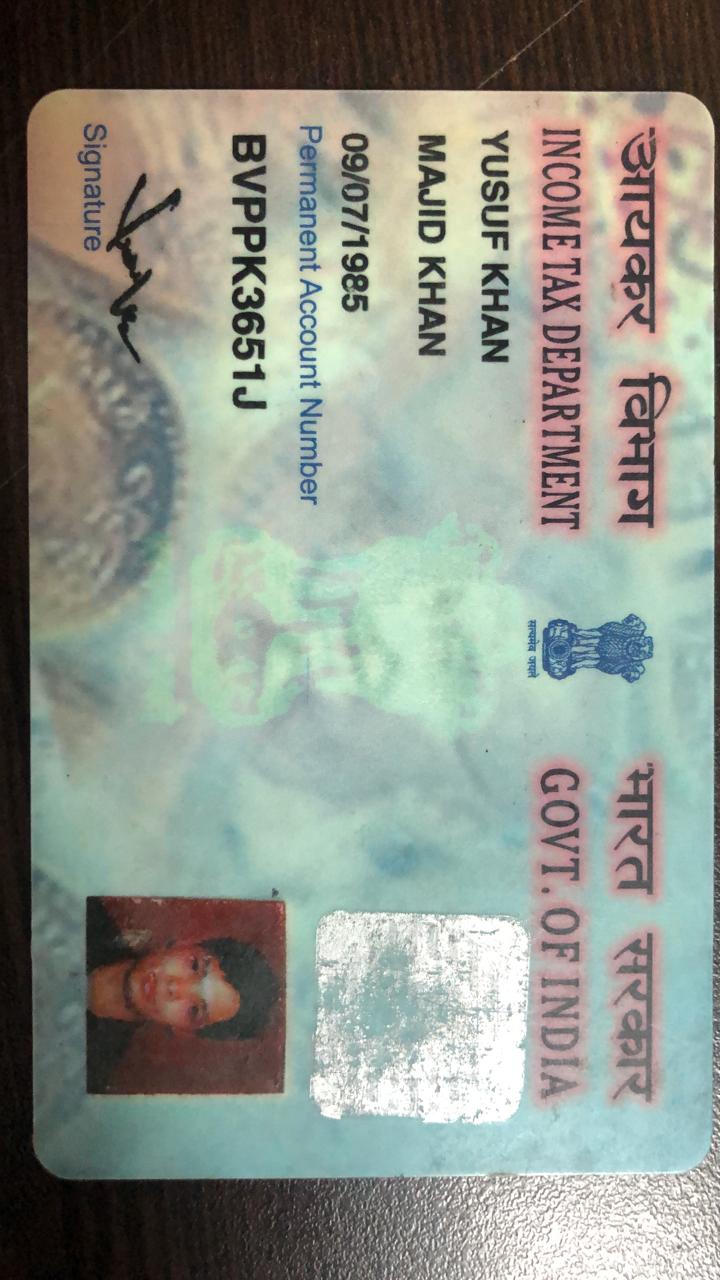 आयकर विभाग
INCOME TAX DEPARTMENT
सत्यमेव जयते
भारत सरकार
GOVT. OF INDIA
YUSUF KHAN
MAJID KHAN
09/07/1985
Permanent Account Number
BVPPK3651J
Signature